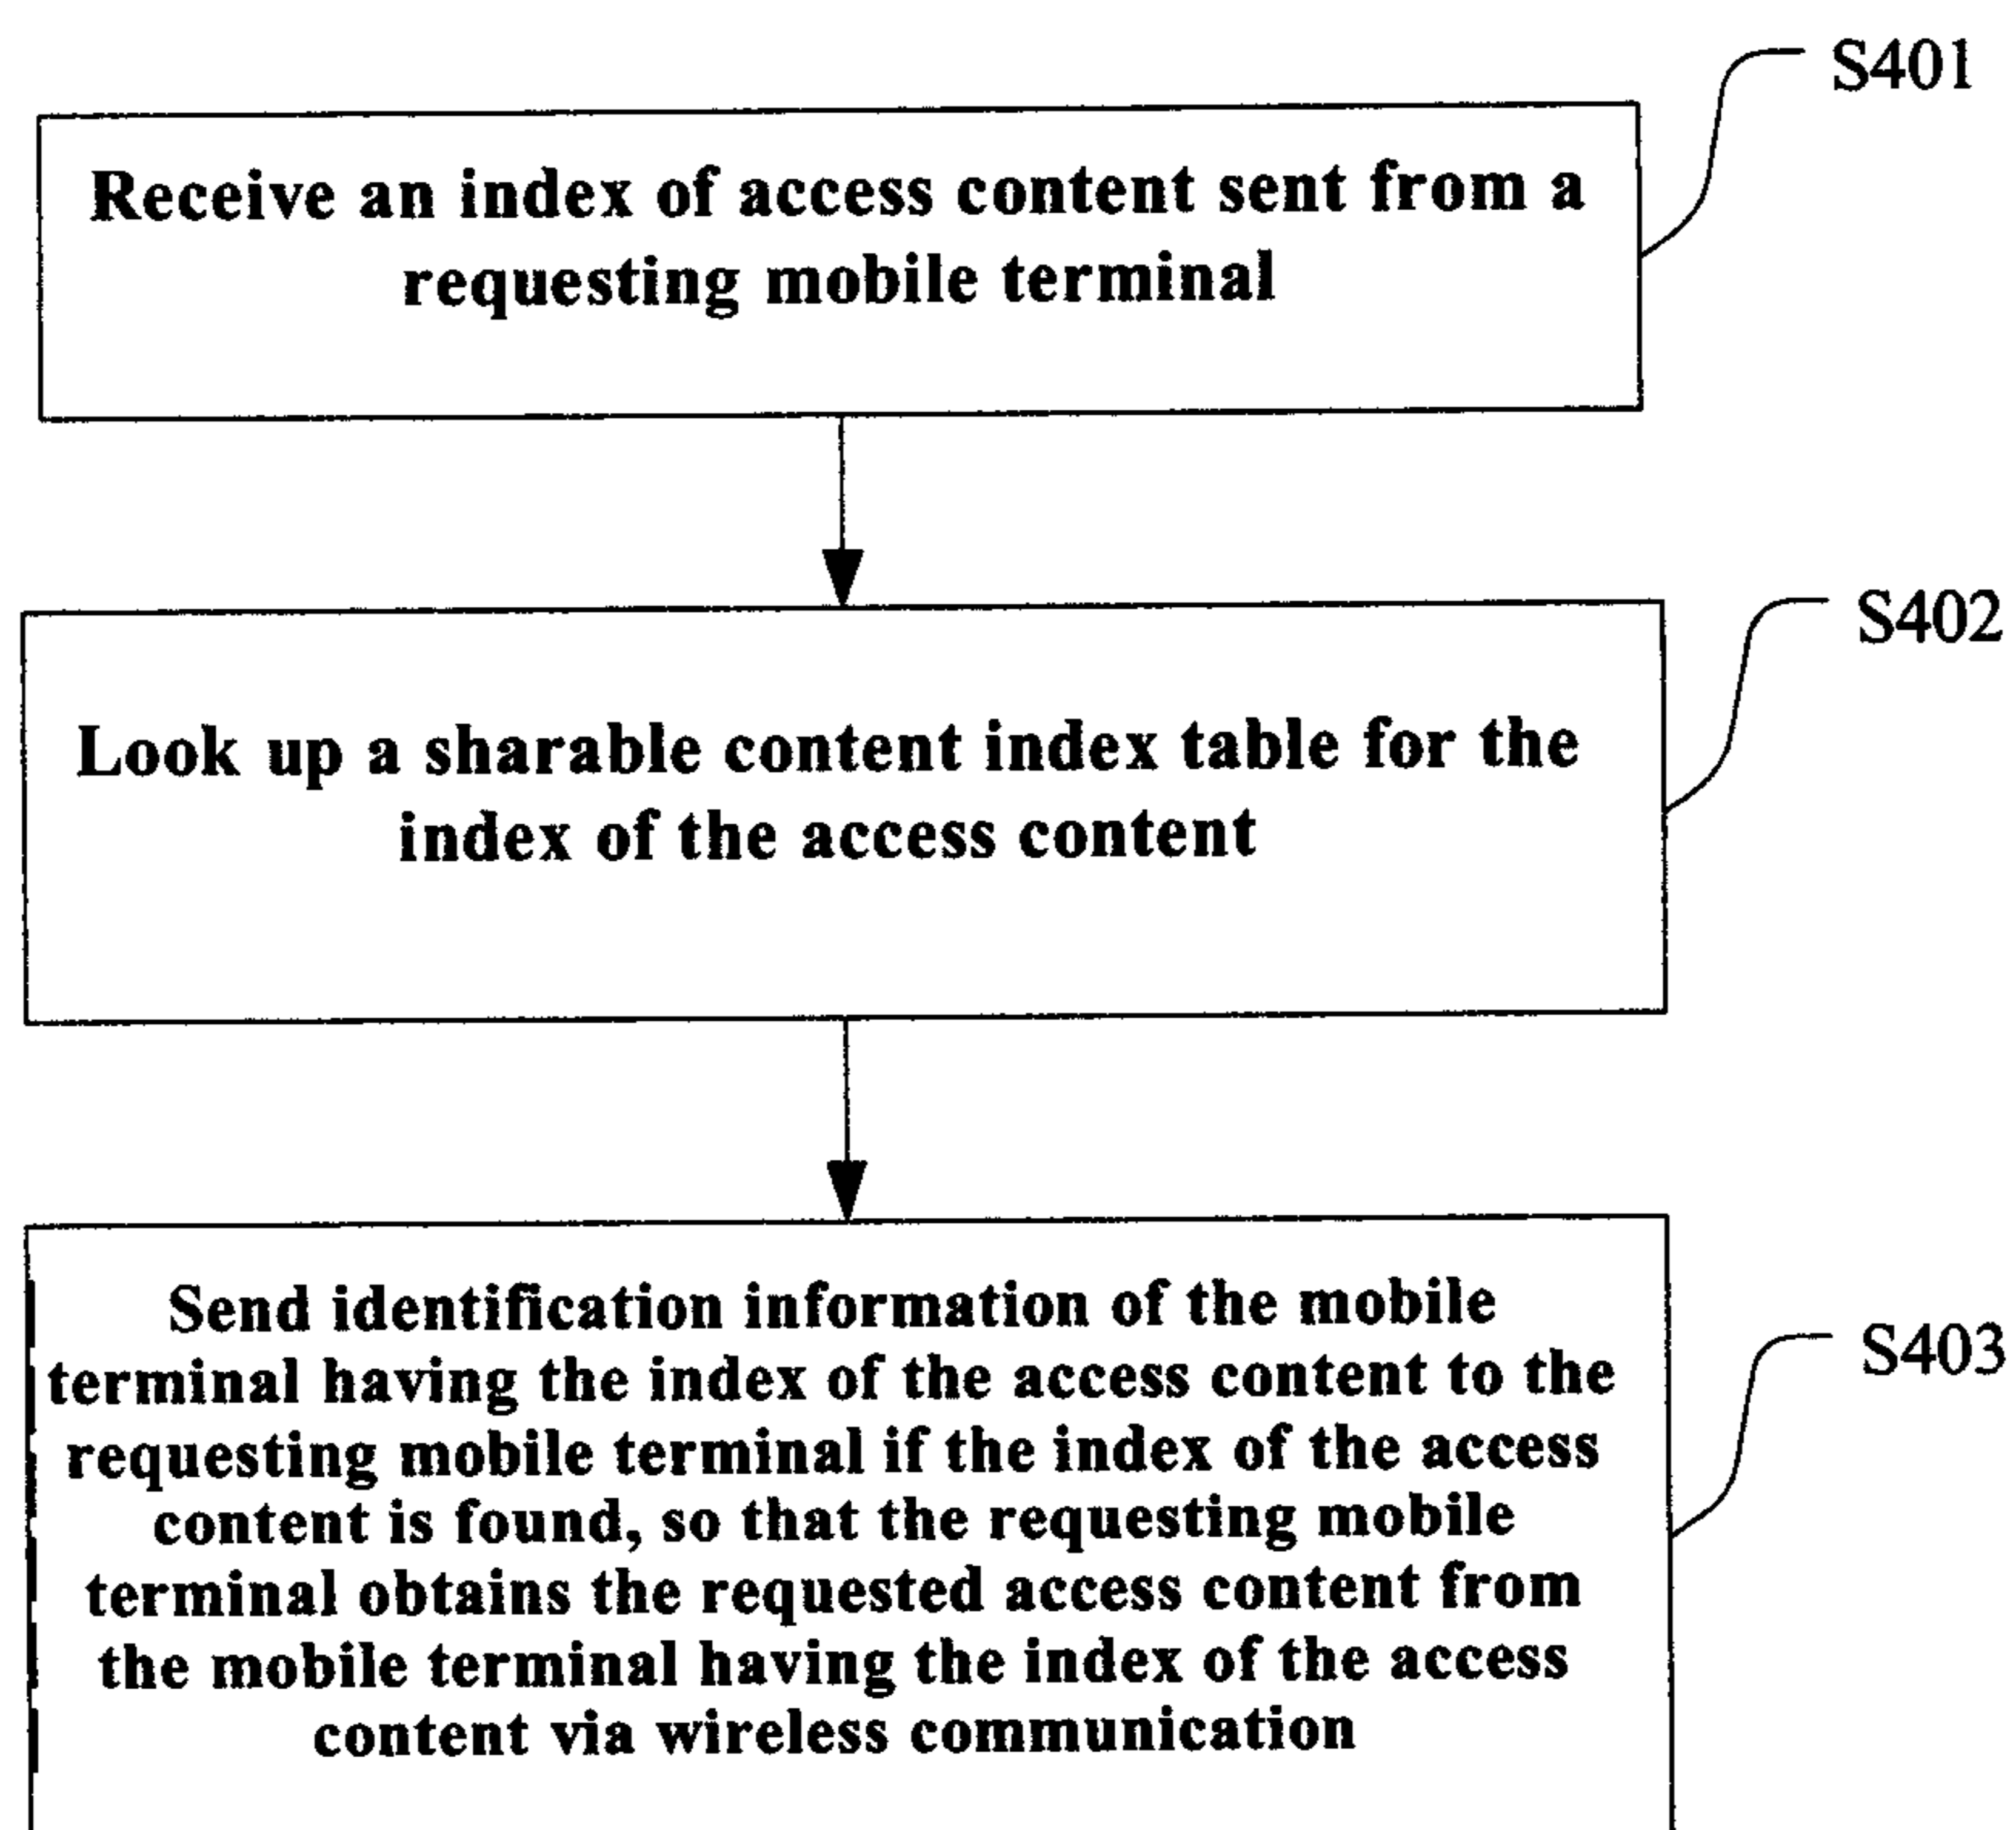 S401
Receive an index of access content sent from a
requesting mobile terminal
S402
Look up a sharable content index table for the
index of the access content
S403
Send identification information of the mobile
terminal having the index of the access content to the
requesting mobile terminal if the index of the access
content is found, so that the requesting mobile
terminal obtains the requested access content from
the mobile terminal having the index of the access
content via wireless communication